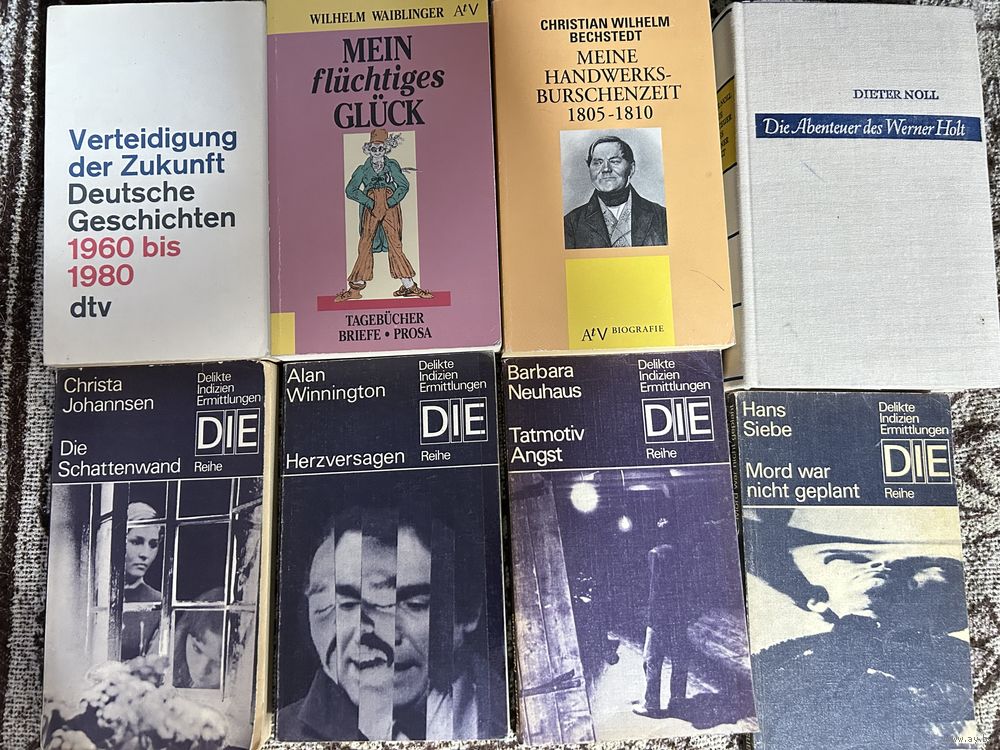 Verteidigung
der Zukunft
Deutsche
Geschichten
1960 bis
1980
dtv
WILHELM WAIBLINGER AtV
MEIN
flüchtiges
GLÜCK
TAGEBÜCHER
BRIEFE • PROSA
CHRISTIAN WILHELM
BECHSTEDT
MEINE
HANDWERKS-
BURSCHENZEIT
1805-1810
AtV BIOGRAFIE
DIETER NOLL
Die Abenteuer des Werner Holt
Christa
Johannsen
Die
Schattenwand
Delikte
Indizien
Ermittlungen
DIE
Reihe
Alan
Winnington
Herzversagen
Delikte
Indizien
Ermittlungen
DIE
Reihe
Barbara
Neuhaus
Tatmotiv
Angst
Delikte
Indizien
Ermittlungen
DIE
Reihe
Hans
Siebe
Mord war
nicht geplant
Delikte
Indizien
Ermittlungen
DIE
Reihe